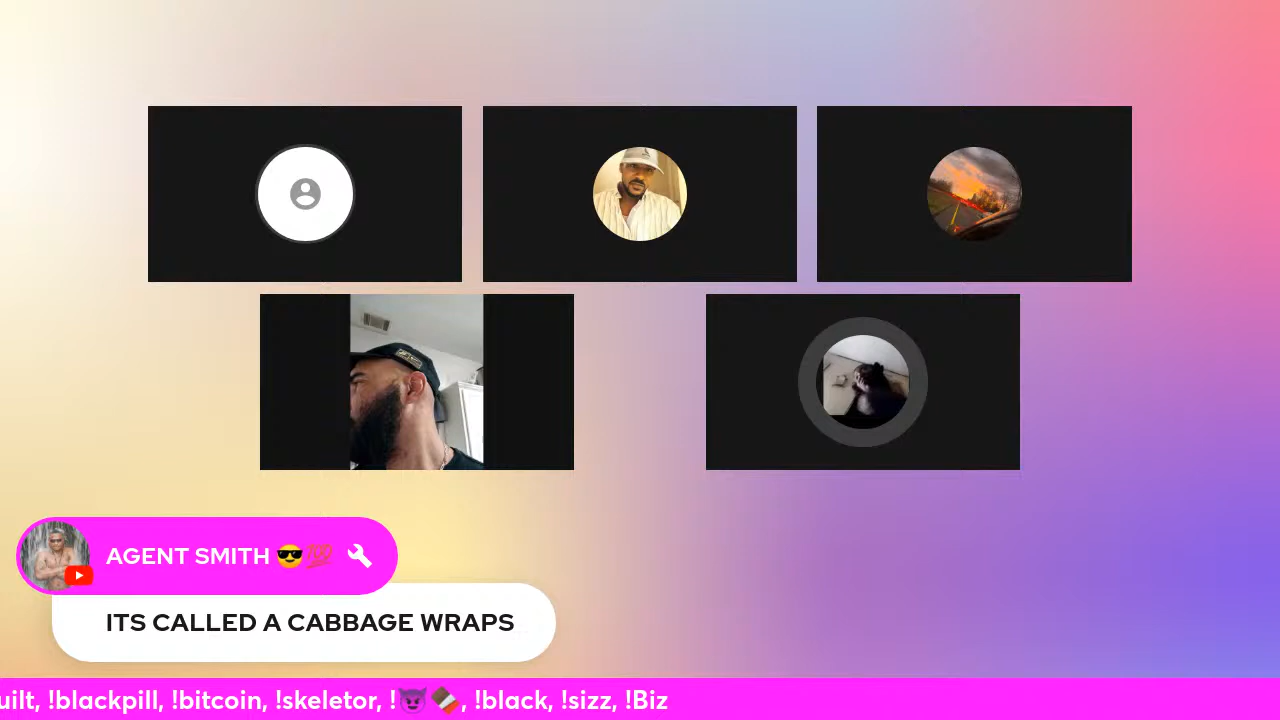 AGENT SMITH 😎💯
ITS CALLED A CABBAGE WRAPS
uilt, !blackpill, !bitcoin, !skeletor, !😈🍫, !black, !sizz, !Biz